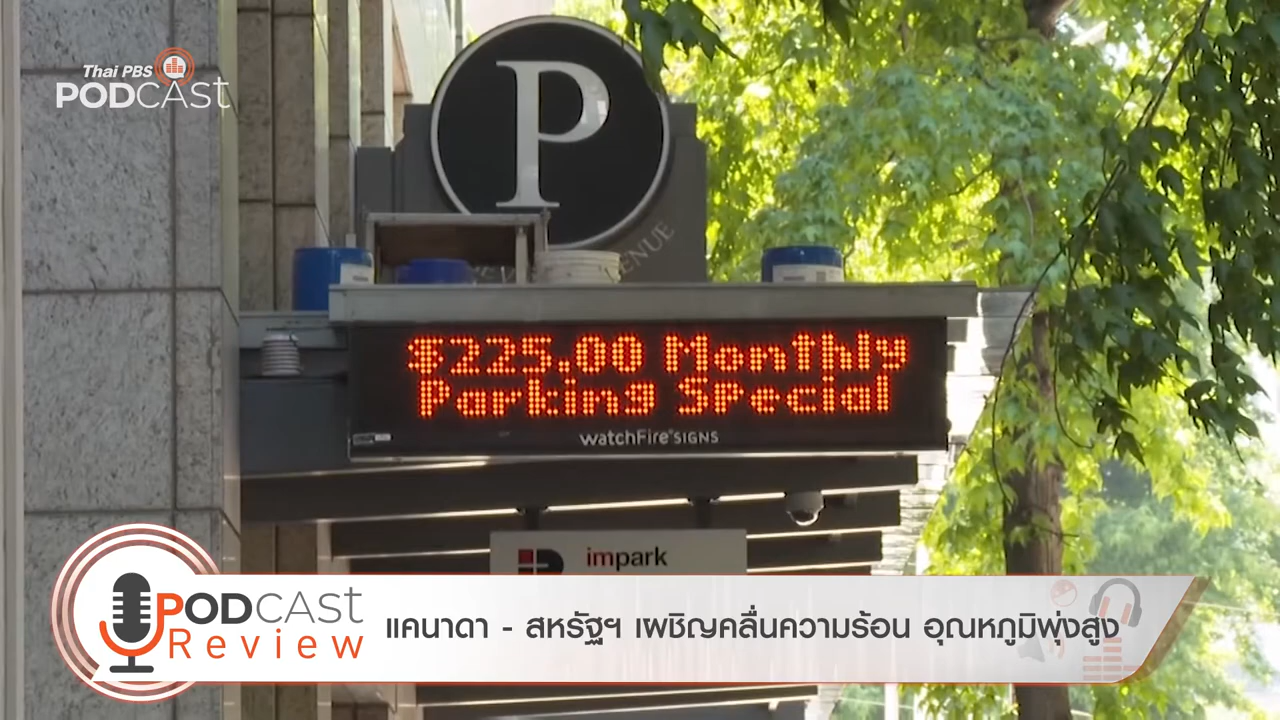 Thai PBS
PODCAST
P
ENUE
$225.00 Monthly
Parking Special
watchFire SIGNS
impark
PODCAST
Review
แคนาดา - สหรัฐฯ เผชิญคลื่นความร้อน อุณหภูมิพุ่งสูง